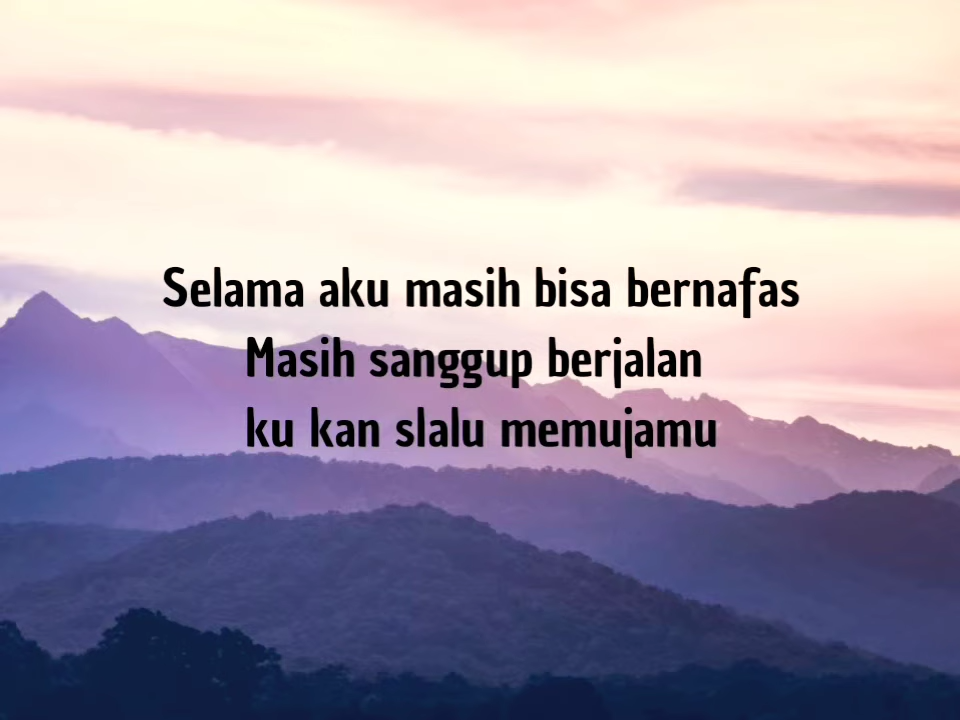 Selama aku masih bisa bernafas
Masih sanggup berjalan
ku kan slalu memujamu